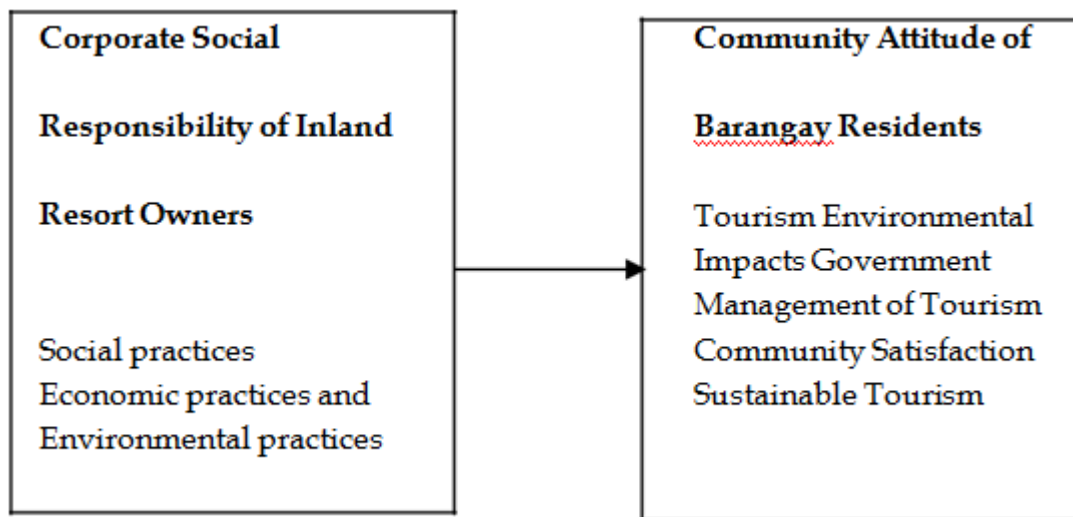 Corporate Social
Responsibility of Inland
Resort Owners
Social practices
Economic practices and
Environmental practices
Community Attitude of
Barangay Residents
Tourism Environmental
Impacts Government
Management of Tourism
Community Satisfaction
Sustainable Tourism